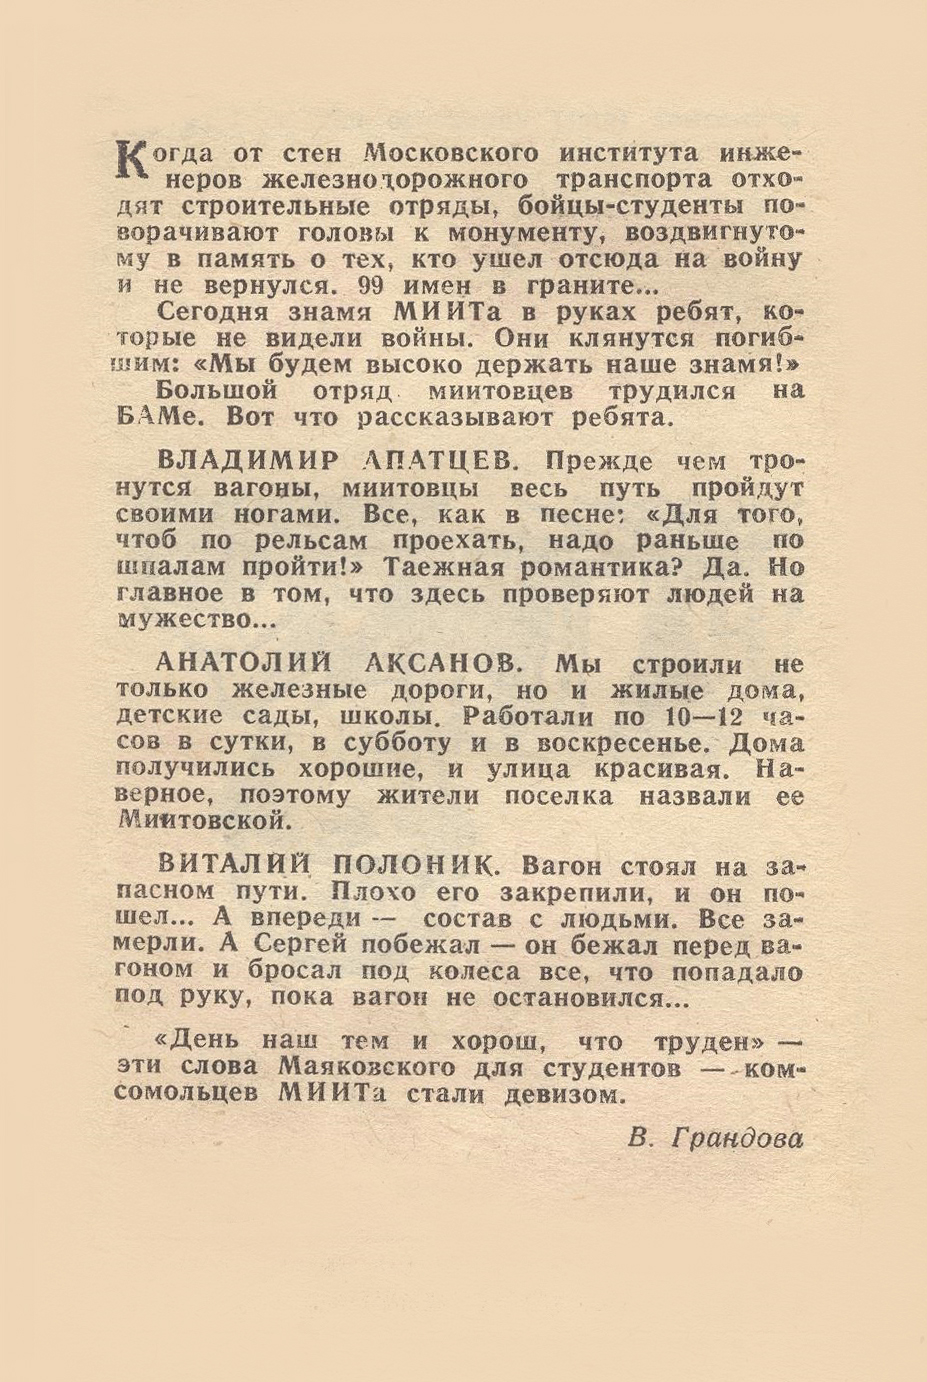 Когда от стен Московского института инже-
неров железнодорожного транспорта отхо-
дят строительные отряды, бойцы-студенты по-
ворачивают головы к монументу, воздвигнуто-
му в память о тех, кто ушел отсюда на войну
и не вернулся. 99 имен в граните...
Сегодня знамя МИИТа в руках ребят, ко-
торые не видели войны. Они клянутся погиб-
шим: «Мы будем высоко держать наше знамя!»
Большой отряд миитовцев трудился на
БАМе. Вот что рассказывают ребята.
ВЛАДИМИР АПАТЦЕВ. Прежде чем тро-
нутся вагоны, миитовцы весь путь пройдут
своими ногами. Все, как в песне: «Для того,
чтоб по рельсам проехать, надо раньше по
шпалам пройти!» Таежная романтика? Да. Но
главное в том, что здесь проверяют людей на
мужество...
АНАТОЛИЙ АКСАНОВ. Мы строили не
только железные дороги, но и жилые дома,
детские сады, школы. Работали по 10—12 ча-
сов в сутки, в субботу и в воскресенье. Дома
получились хорошие, и улица красивая. На-
верное, поэтому жители поселка назвали ее
Миитовской.
ВИТАЛИЙ ПОЛОНИК. Вагон стоял на за-
пасном пути. Плохо его закрепили, и он по-
шел... А впереди — состав с людьми. Все за-
мерли. А Сергей побежал — он бежал перед ва-
гоном и бросал под колеса все, что попадало
под руку, пока вагон не остановился...
«День наш тем и хорош, что труден» —
эти слова Маяковского для студентов — ком-
сомольцев МИИТа стали девизом.
В. Грандова